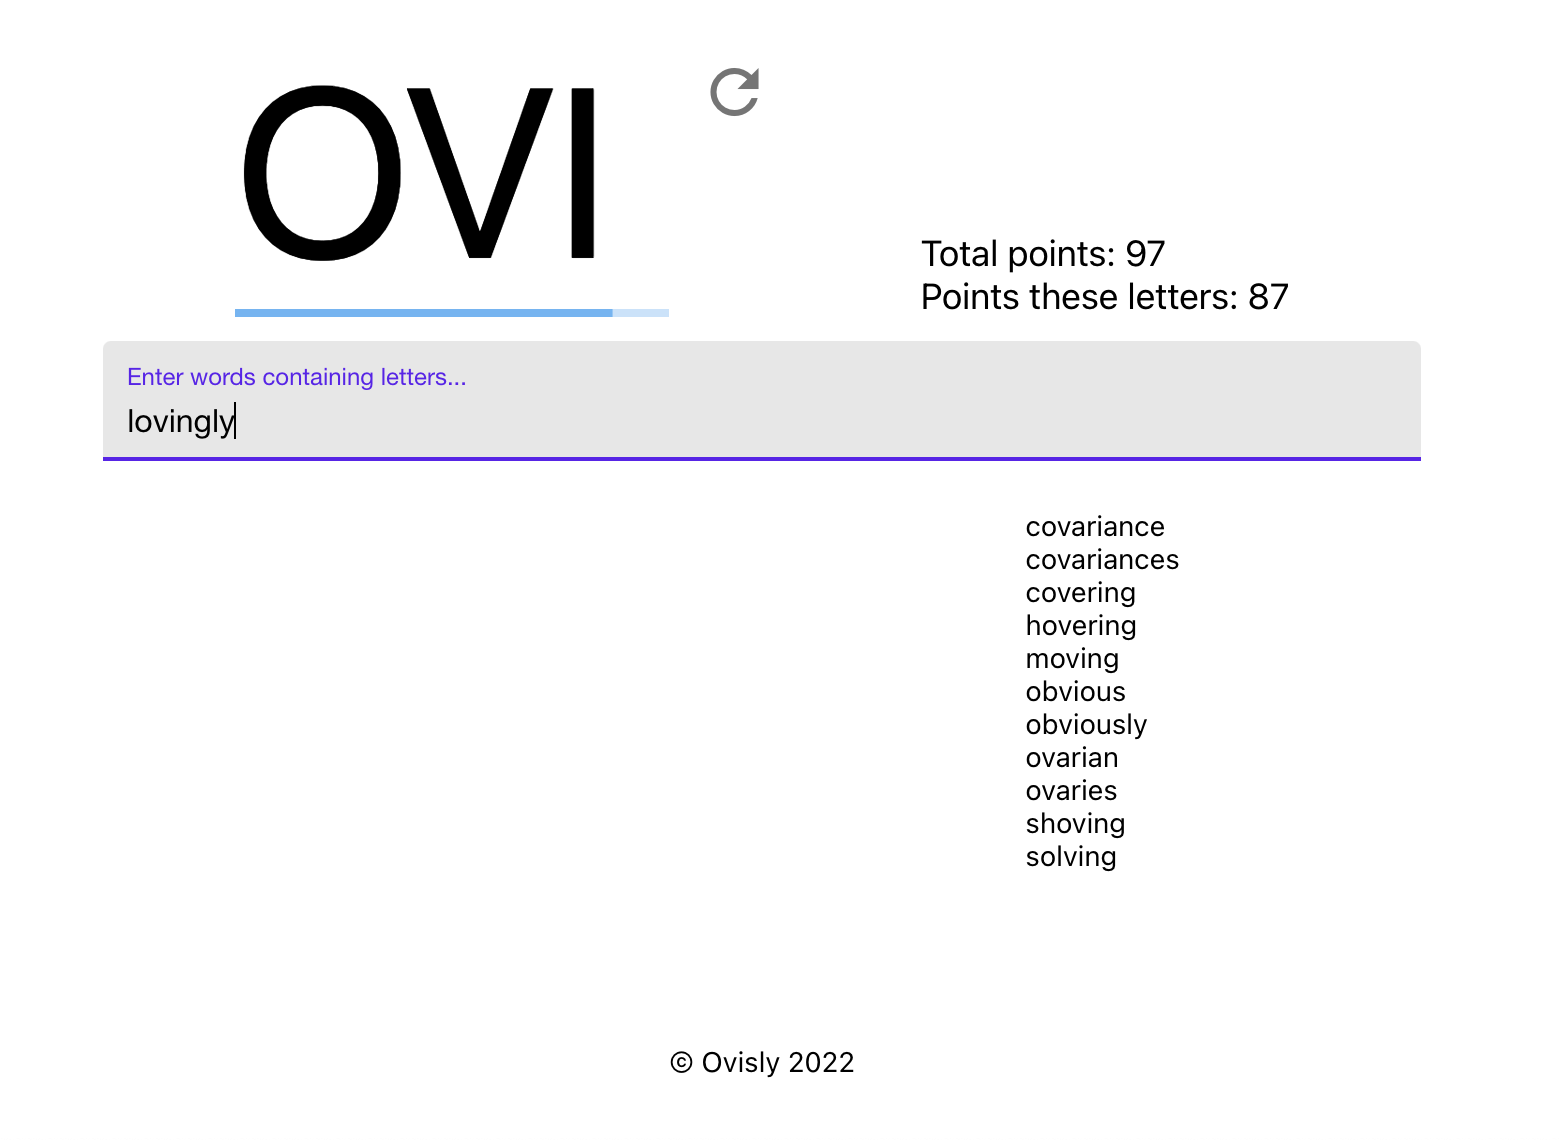 OVI
Total points: 97
Points these letters: 87
Enter words containing letters...
lovingly
covariance
covariances
covering
hovering
moving
obvious
obviously
ovarian
ovaries
shoving
solving
© Ovisly 2022